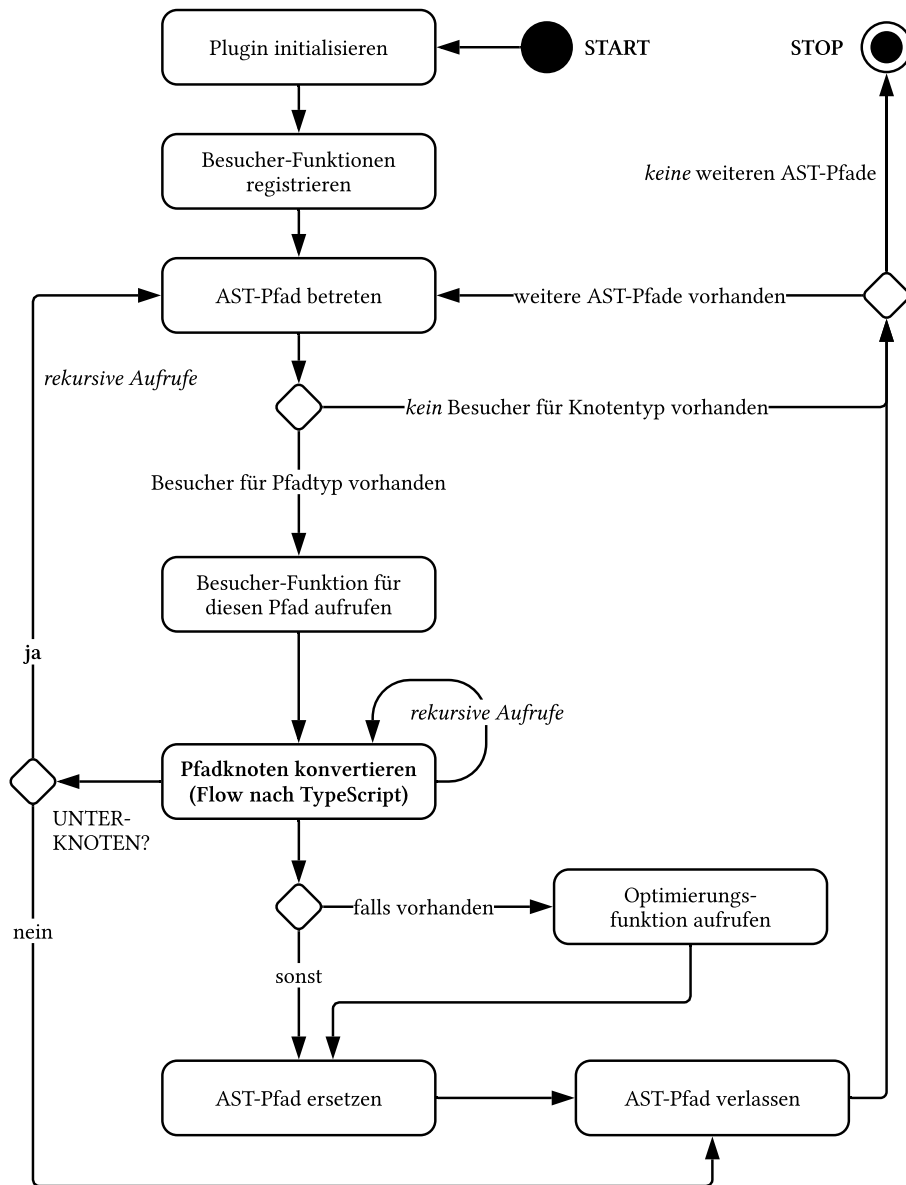 Plugin initialisieren
START
STOP
Besucher-Funktionen
registrieren
keine weiteren AST-Pfade
AST-Pfad betreten
weitere AST-Pfade vorhanden
rekursive Aufrufe
kein Besucher für Knotentyp vorhanden
Besucher für Pfadtyp vorhanden
Besucher-Funktion für
diesen Pfad aufrufen
ja
rekursive Aufrufe
Pfadknoten konvertieren
(Flow nach TypeScript)
UNTER-
KNOTEN?
falls vorhanden
Optimierungs-
funktion aufrufen
nein
sonst
AST-Pfad ersetzen
AST-Pfad verlassen